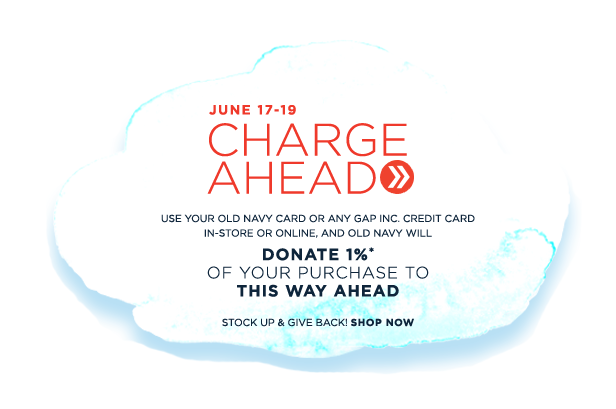 JUNE 17-19
CHARGE
AHEAD
USE YOUR OLD NAVY CARD OR ANY GAP INC. CREDIT CARD
IN-STORE OR ONLINE, AND OLD NAVY WILL
DONATE 1%*
OF YOUR PURCHASE TO
THIS WAY AHEAD
STOCK UP & GIVE BACK! SHOP NOW